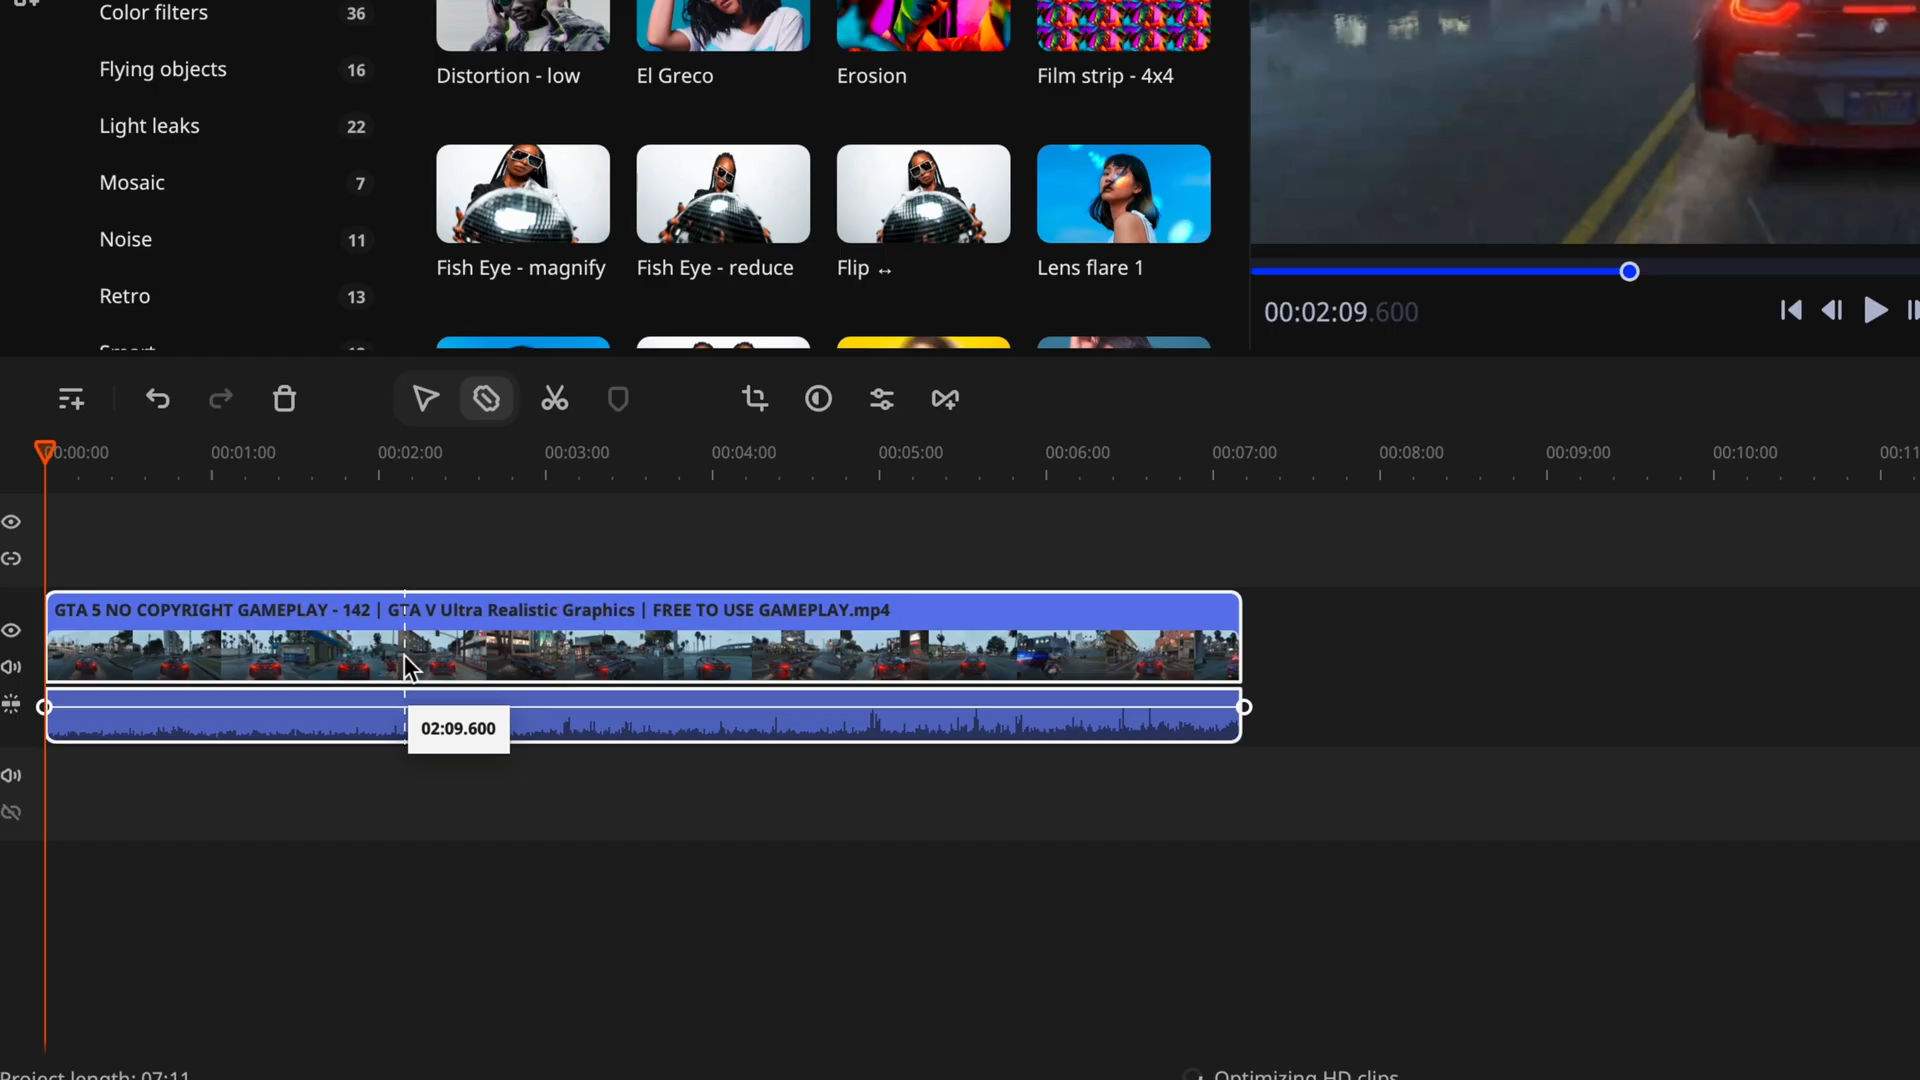 Color filters 36
Flying objects 16
Light leaks 22
Mosaic 7
Noise 11
Retro 13
Smart
Distortion - low
El Greco
Erosion
Film strip - 4x4
Fish Eye - magnify
Fish Eye - reduce
Flip ↔
Lens flare 1
00:02:09.600
00:00:00 00:01:00 00:02:00 00:03:00 00:04:00 00:05:00 00:06:00 00:07:00 00:08:00 00:09:00 00:10:00 00:11
GTA 5 NO COPYRIGHT GAMEPLAY - 142 | GTA V Ultra Realistic Graphics | FREE TO USE GAMEPLAY.mp4
02:09.600
Project length: 07:11
Optimizing HD clips